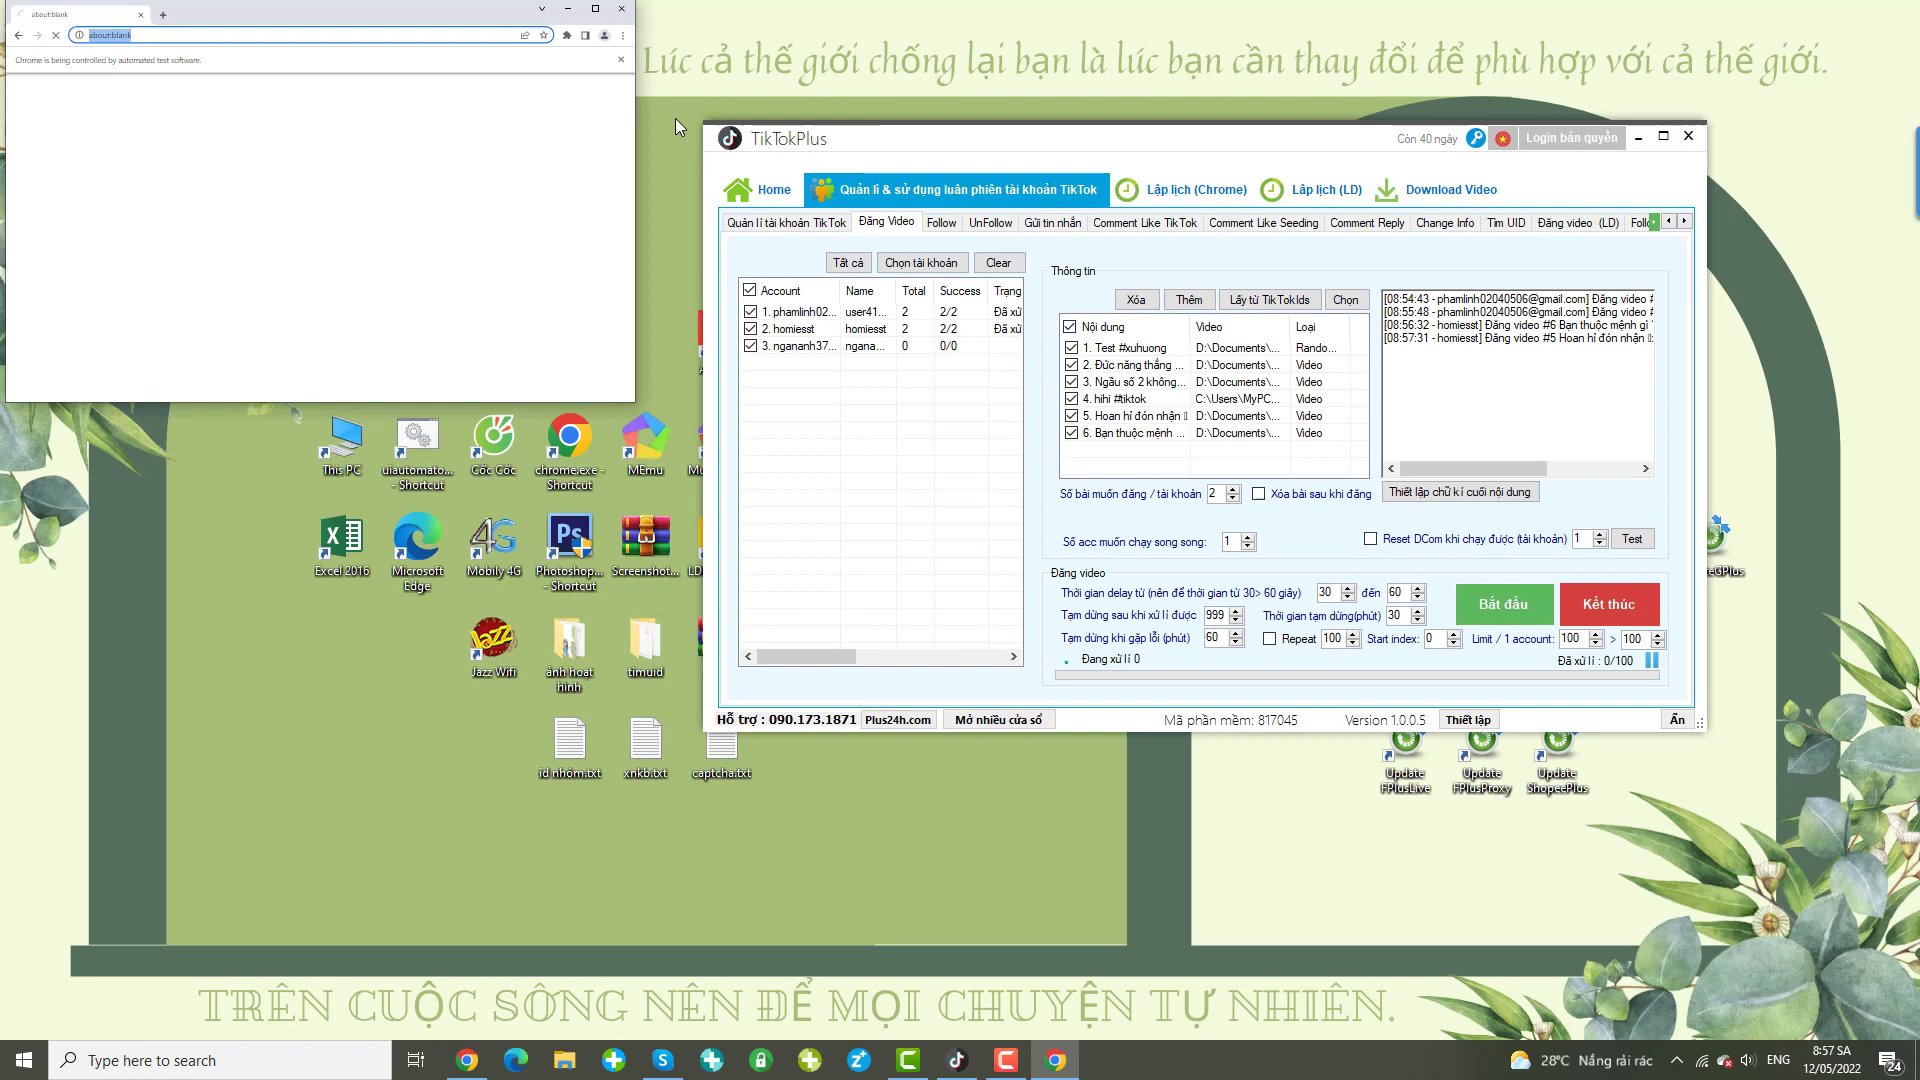 about:blank
about:blank
Chrome is being controlled by automated test software.
Lúc cả thế giới chống lại bạn là lúc bạn cần thay đổi để phù hợp với cả thế giới.
TikTokPlus
Còn 40 ngày
Login bản quyền
Home
Quản lí & sử dụng luân phiên tài khoản TikTok
Lập lịch (Chrome)
Lập lịch (LD)
Download Video
Quản lí tài khoản TikTok
Đăng Video
Follow
UnFollow
Gửi tin nhắn
Comment Like TikTok
Comment Like Seeding
Comment Reply
Change Info
Tìm UID
Đăng video (LD)
Tất cả
Chọn tài khoản
Clear
Account Name Total Success Trạng
1. phamlinh02... user41... 2 2/2 Đã xử
2. homiesst homiesst 2 2/2 Đã xử
3. ngananh37... ngana... 0 0/0
Thông tin
Xóa
Thêm
Lấy từ TikTokIds
Chọn
Nội dung Video Loại
1. Test #xuhuong D:\Documents\... Rando...
2. Đức năng thắng ... D:\Documents\... Video
3. Ngẫu số 2 không... D:\Documents\... Video
4. hihi #tiktok C:\Users\MyPC... Video
5. Hoan hỉ đón nhận D:\Documents\... Video
6. Bạn thuộc mệnh ... D:\Documents\... Video
[08:54:43 - phamlinh02040506@gmail.com] Đăng video #
[08:55:48 - phamlinh02040506@gmail.com] Đăng video #
[08:56:32 - homiesst] Đăng video #6 Bạn thuộc mệnh gì
[08:57:31 - homiesst] Đăng video #5 Hoan hỉ đón nhận
Số bài muốn đăng / tài khoản 2
Xóa bài sau khi đăng
Thiết lập chữ kí cuối nội dung
Số acc muốn chạy song song: 1
Reset DCom khi chạy được (tài khoản) 1
Test
Đăng video
Thời gian delay từ (nên để thời gian từ 30> 60 giây) 30 đến 60
Bắt đầu
Kết thúc
Tạm dừng sau khi xử lí được 999 Thời gian tạm dừng(phút) 30
Tạm dừng khi gặp lỗi (phút) 60 Repeat 100 Start index: 0 Limit / 1 account: 100 > 100
Đang xử lí 0
Đã xử lí : 0/100
Hỗ trợ : 090.173.1871
Plus24h.com
Mở nhiều cửa sổ
Mã phần mềm: 817045
Version 1.0.0.5
Thiết lập
Ẩn
This PC
uiautomato... - Shortcut
Cốc Cốc
chrome.exe - Shortcut
MEmu
Excel 2016
Microsoft Edge
Mobily 4G
Photoshop... - Shortcut
Screenshot...
Jazz Wifi
ảnh hoạt hình
timuid
id nhóm.txt
xnkb.txt
captcha.txt
Update FPlusLive
Update FPlusProxy
Update ShopeePlus
TRÊN CUỘC SỐNG NÊN ĐỂ MỌI CHUYỆN TỰ NHIÊN.
Type here to search
28°C Nắng rải rác
ENG
8:57 SA
12/05/2022
24